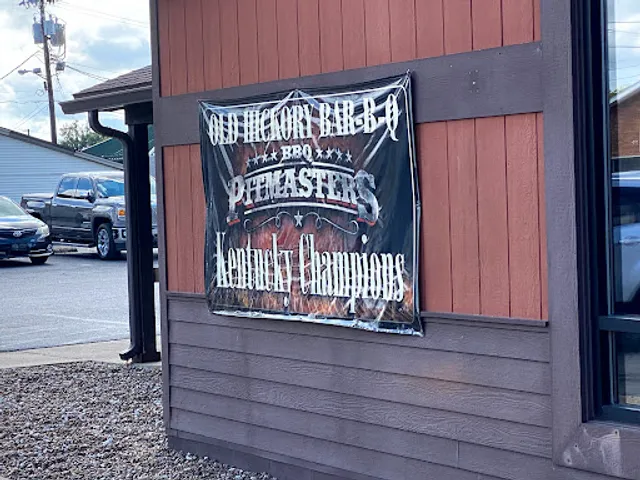 OLD HICKORY BAR-B-Q
BBQ
PITMASTERS
Kentucky Champions